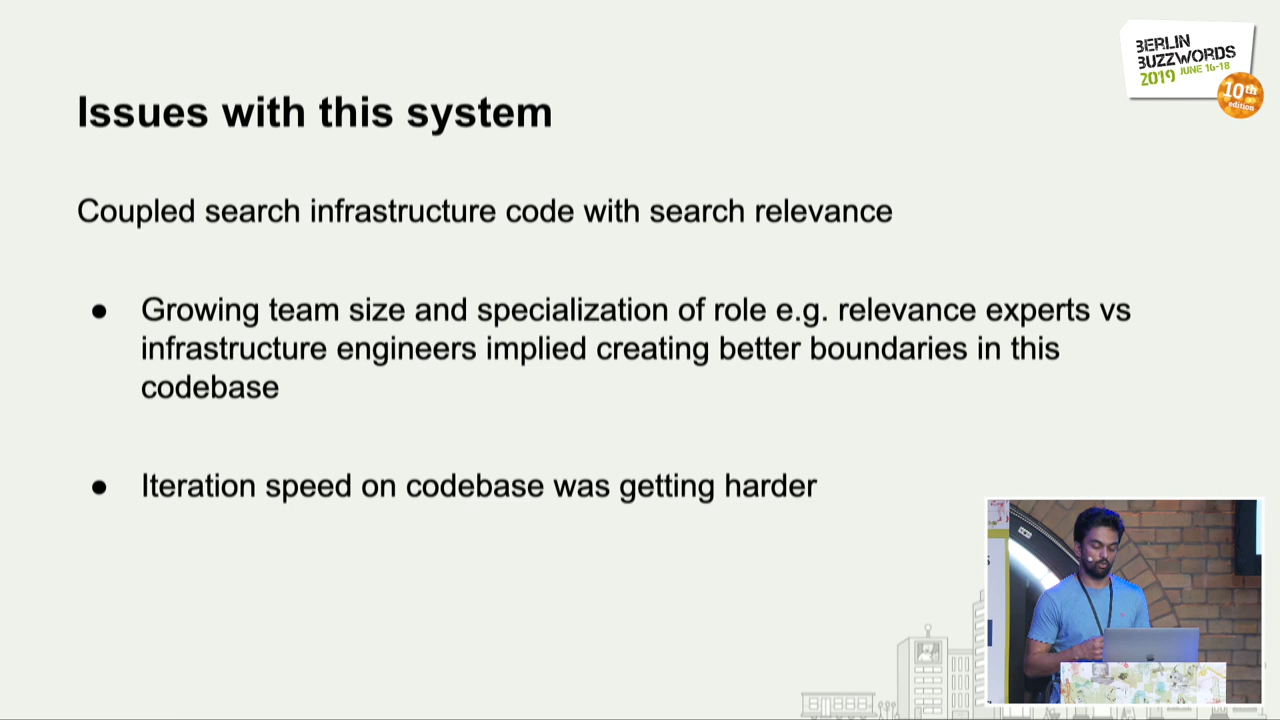 BERLIN
BUZZWORDS
2019 JUNE 16-18
10th
edition
Issues with this system
Coupled search infrastructure code with search relevance
● Growing team size and specialization of role e.g. relevance experts vs
infrastructure engineers implied creating better boundaries in this
codebase
● Iteration speed on codebase was getting harder